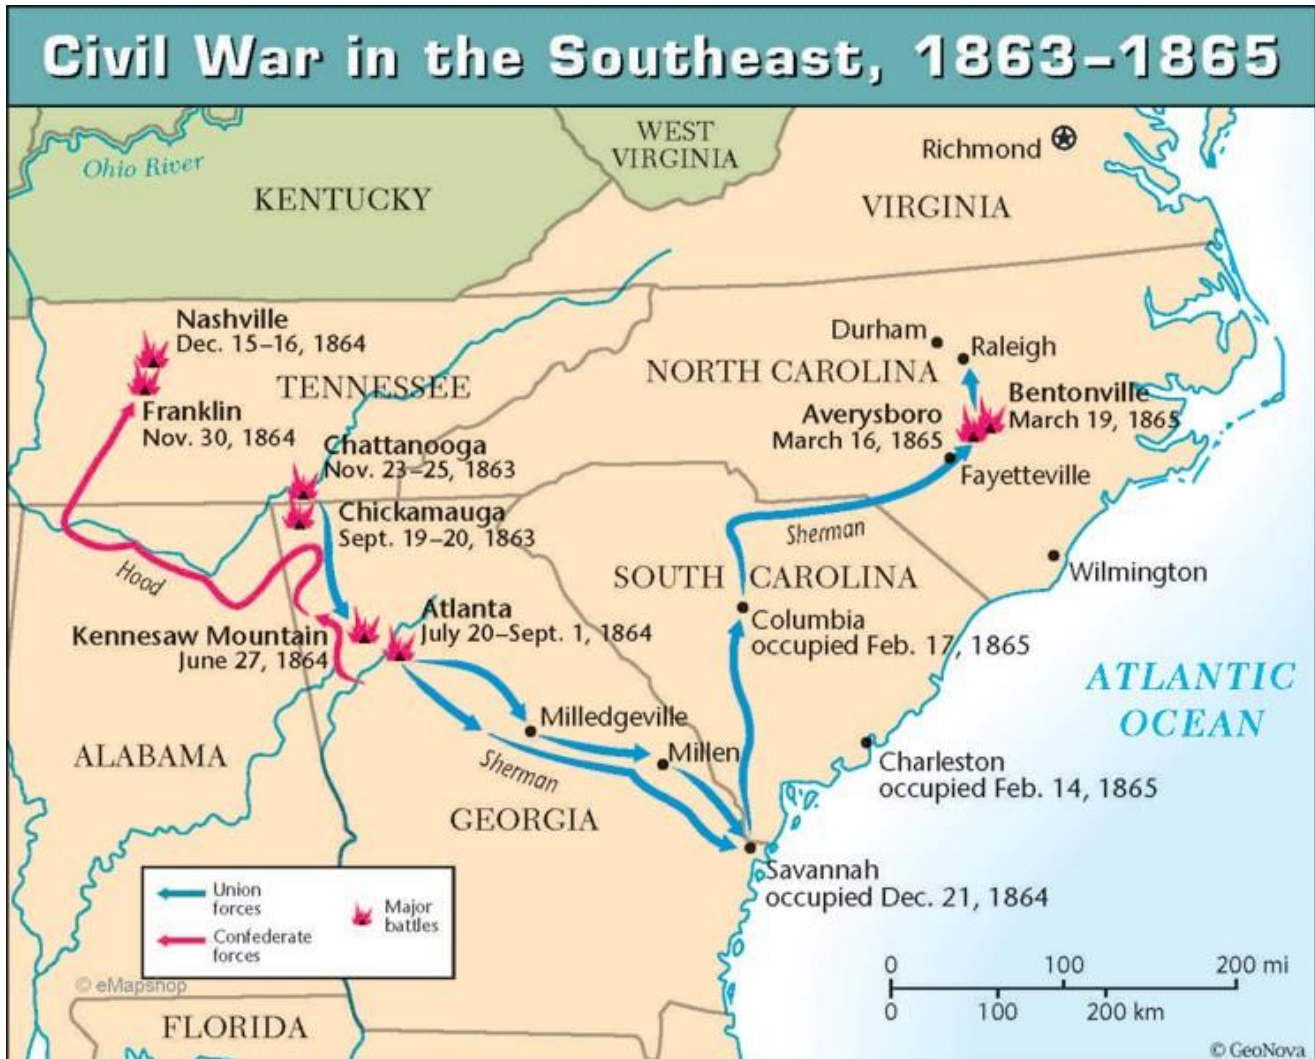 Civil War in the Southeast, 1863–1865
WEST
VIRGINIA
Richmond
Ohio River
KENTUCKY
VIRGINIA
Nashville
Dec. 15–16, 1864
Durham
Raleigh
TENNESSEE
NORTH CAROLINA
Franklin
Nov. 30, 1864
Bentonville
March 19, 1865
Averysboro
March 16, 1865
Chattanooga
Nov. 23–25, 1863
Fayetteville
Chickamauga
Sept. 19–20, 1863
Sherman
Hood
SOUTH CAROLINA
Wilmington
Atlanta
July 20–Sept. 1, 1864
Kennesaw Mountain
June 27, 1864
Columbia
occupied Feb. 17, 1865
ATLANTIC
OCEAN
Milledgeville
Millen
ALABAMA
Sherman
Charleston
occupied Feb. 14, 1865
GEORGIA
Savannah
occupied Dec. 21, 1864
Union
forces
Major
battles
Confederate
forces
© eMapshop
FLORIDA
0 100 200 mi
0 100 200 km
© GeoNova